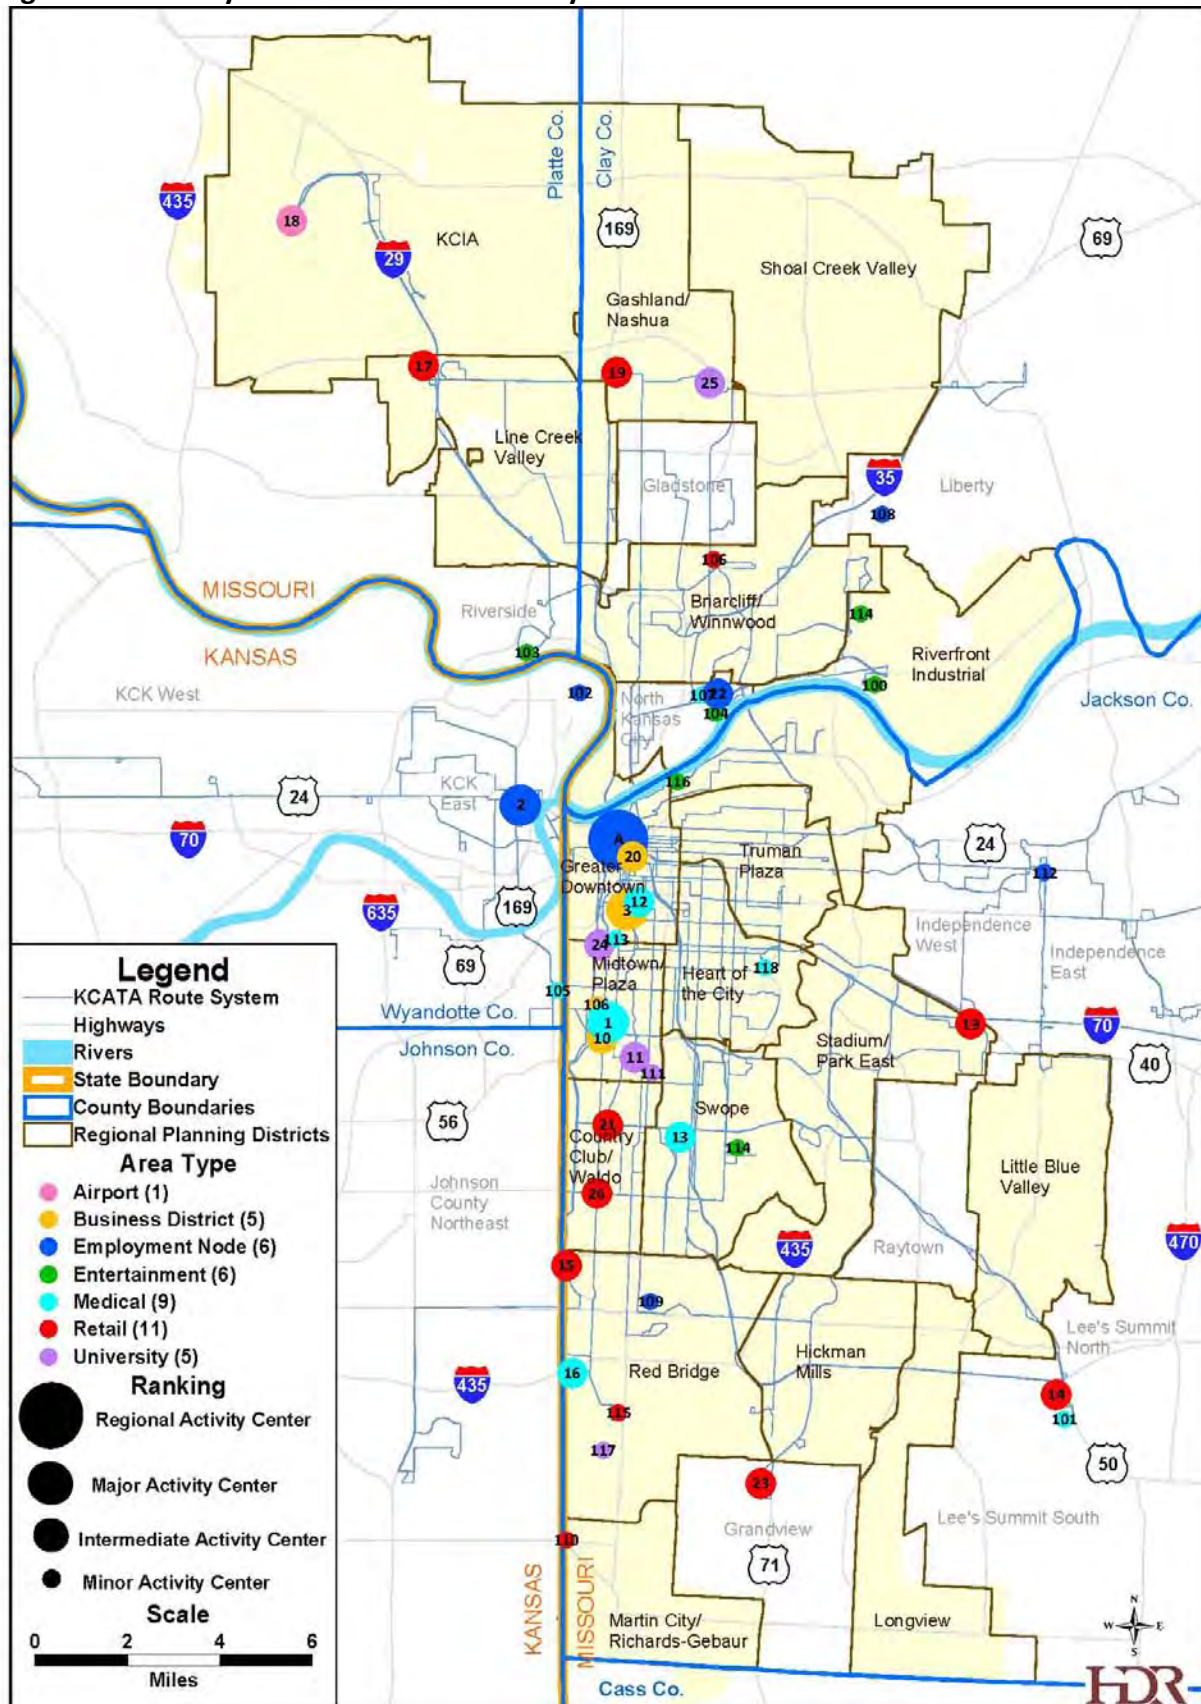 Platte Co.
Clay Co.
435
18
29
KCIA
169
69
Shoal Creek Valley
Gashland/
Nashua
17
19
25
Line Creek
Valley
Gladstone
35
Liberty
108
106
MISSOURI
KANSAS
Riverside
Briarcliff/
Winnwood
114
103
Riverfront
Industrial
100
KCK West
102
North
Kansas
City
107
22
104
Jackson Co.
116
KCK
East
24
2
70
A
20
Truman
Plaza
24
Greater
Downtown
112
12
3
635
169
Independence
West
Independence
East
113
24
69
Midtown/
Plaza
Heart of
the City
118
105
106
Wyandotte Co.
1
Johnson Co.
10
19
70
Stadium/
Park East
40
11
111
56
Swope
21
13
114
Country
Club/
Waldo
Little Blue
Valley
26
Johnson
County
Northeast
435
Raytown
470
15
109
Lee's Summit
North
Hickman
Mills
Red Bridge
16
435
14
101
115
117
50
23
Grandview
Lee's Summit South
110
71
KANSAS
MISSOURI
Martin City/
Richards-Gebaur
Longview
Cass Co.
N
W E
S
HDR
Legend
KCATA Route System
Highways
Rivers
State Boundary
County Boundaries
Regional Planning Districts
Area Type
Airport (1)
Business District (5)
Employment Node (6)
Entertainment (6)
Medical (9)
Retail (11)
University (5)
Ranking
Regional Activity Center
Major Activity Center
Intermediate Activity Center
Minor Activity Center
Scale
0 2 4 6
Miles